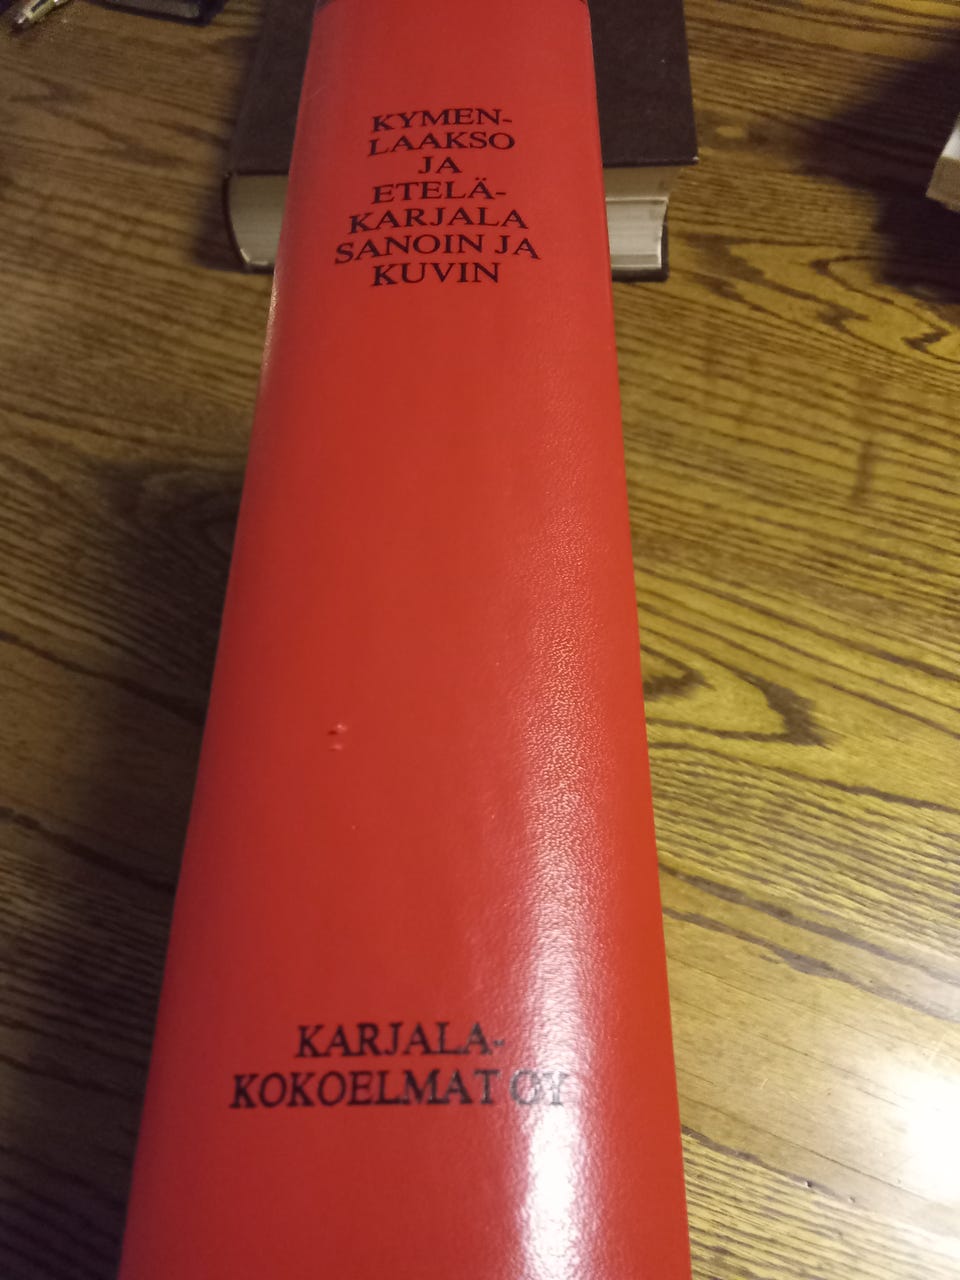 KYMEN-
LAAKSO
JA
ETELÄ-
KARJALA
SANOIN JA
KUVIN
KARJALA-
KOKOELMAT OY